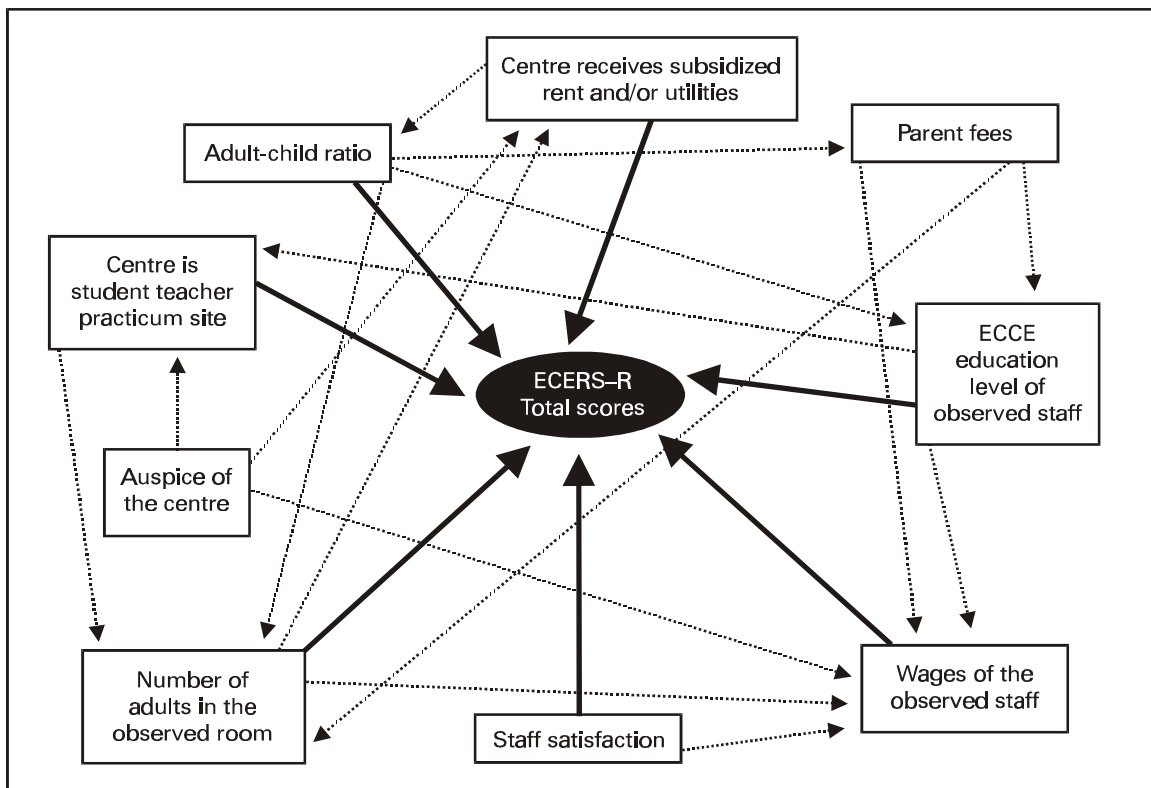 Centre receives subsidized
rent and/or utilities
Parent fees
Adult-child ratio
Centre is
student teacher
practicum site
ECCE
education
level of
observed staff
ECERS–R
Total scores
Auspice of
the centre
Number of
adults in the
observed room
Wages of the
observed staff
Staff satisfaction